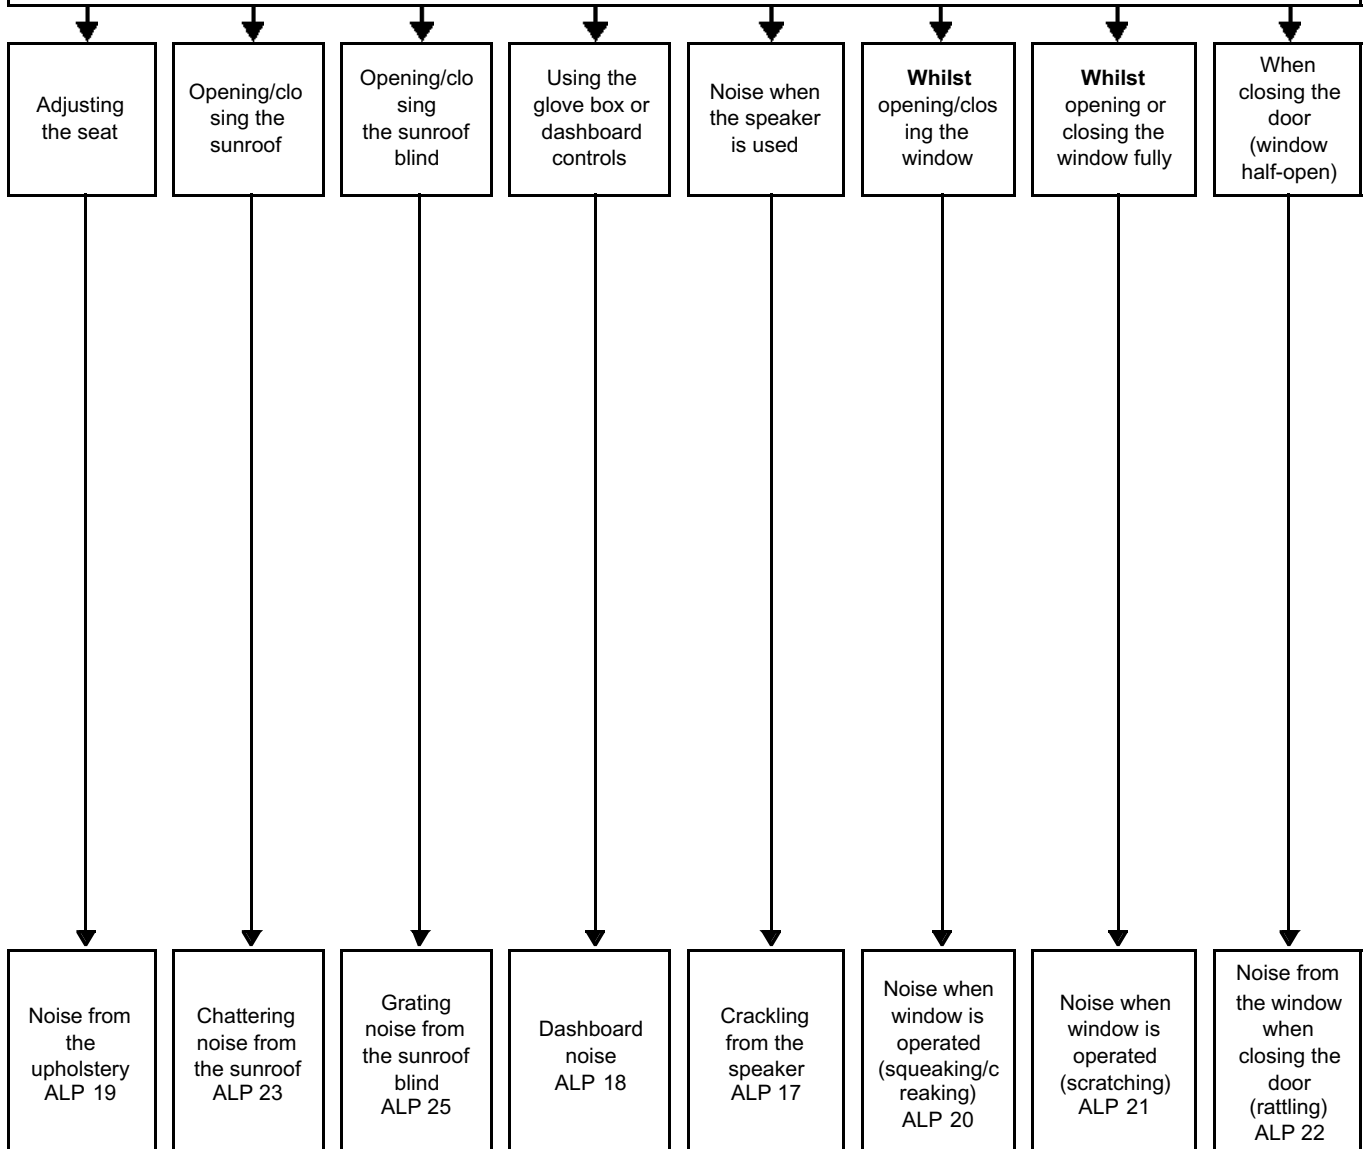 Adjusting
the seat
Opening/clo
sing the
sunroof
Opening/clo
sing
the sunroof
blind
Using the
glove box or
dashboard
controls
Noise when
the speaker
is used
Whilst
opening/clos
ing the
window
Whilst
opening or
closing the
window fully
When
closing the
door
(window
half-open)
Noise from
the
upholstery
ALP 19
Chattering
noise from
the sunroof
ALP 23
Grating
noise from
the sunroof
blind
ALP 25
Dashboard
noise
ALP 18
Crackling
from the
speaker
ALP 17
Noise when
window is
operated
(squeaking/c
reaking)
ALP 20
Noise when
window is
operated
(scratching)
ALP 21
Noise from
the window
when
closing the
door
(rattling)
ALP 22